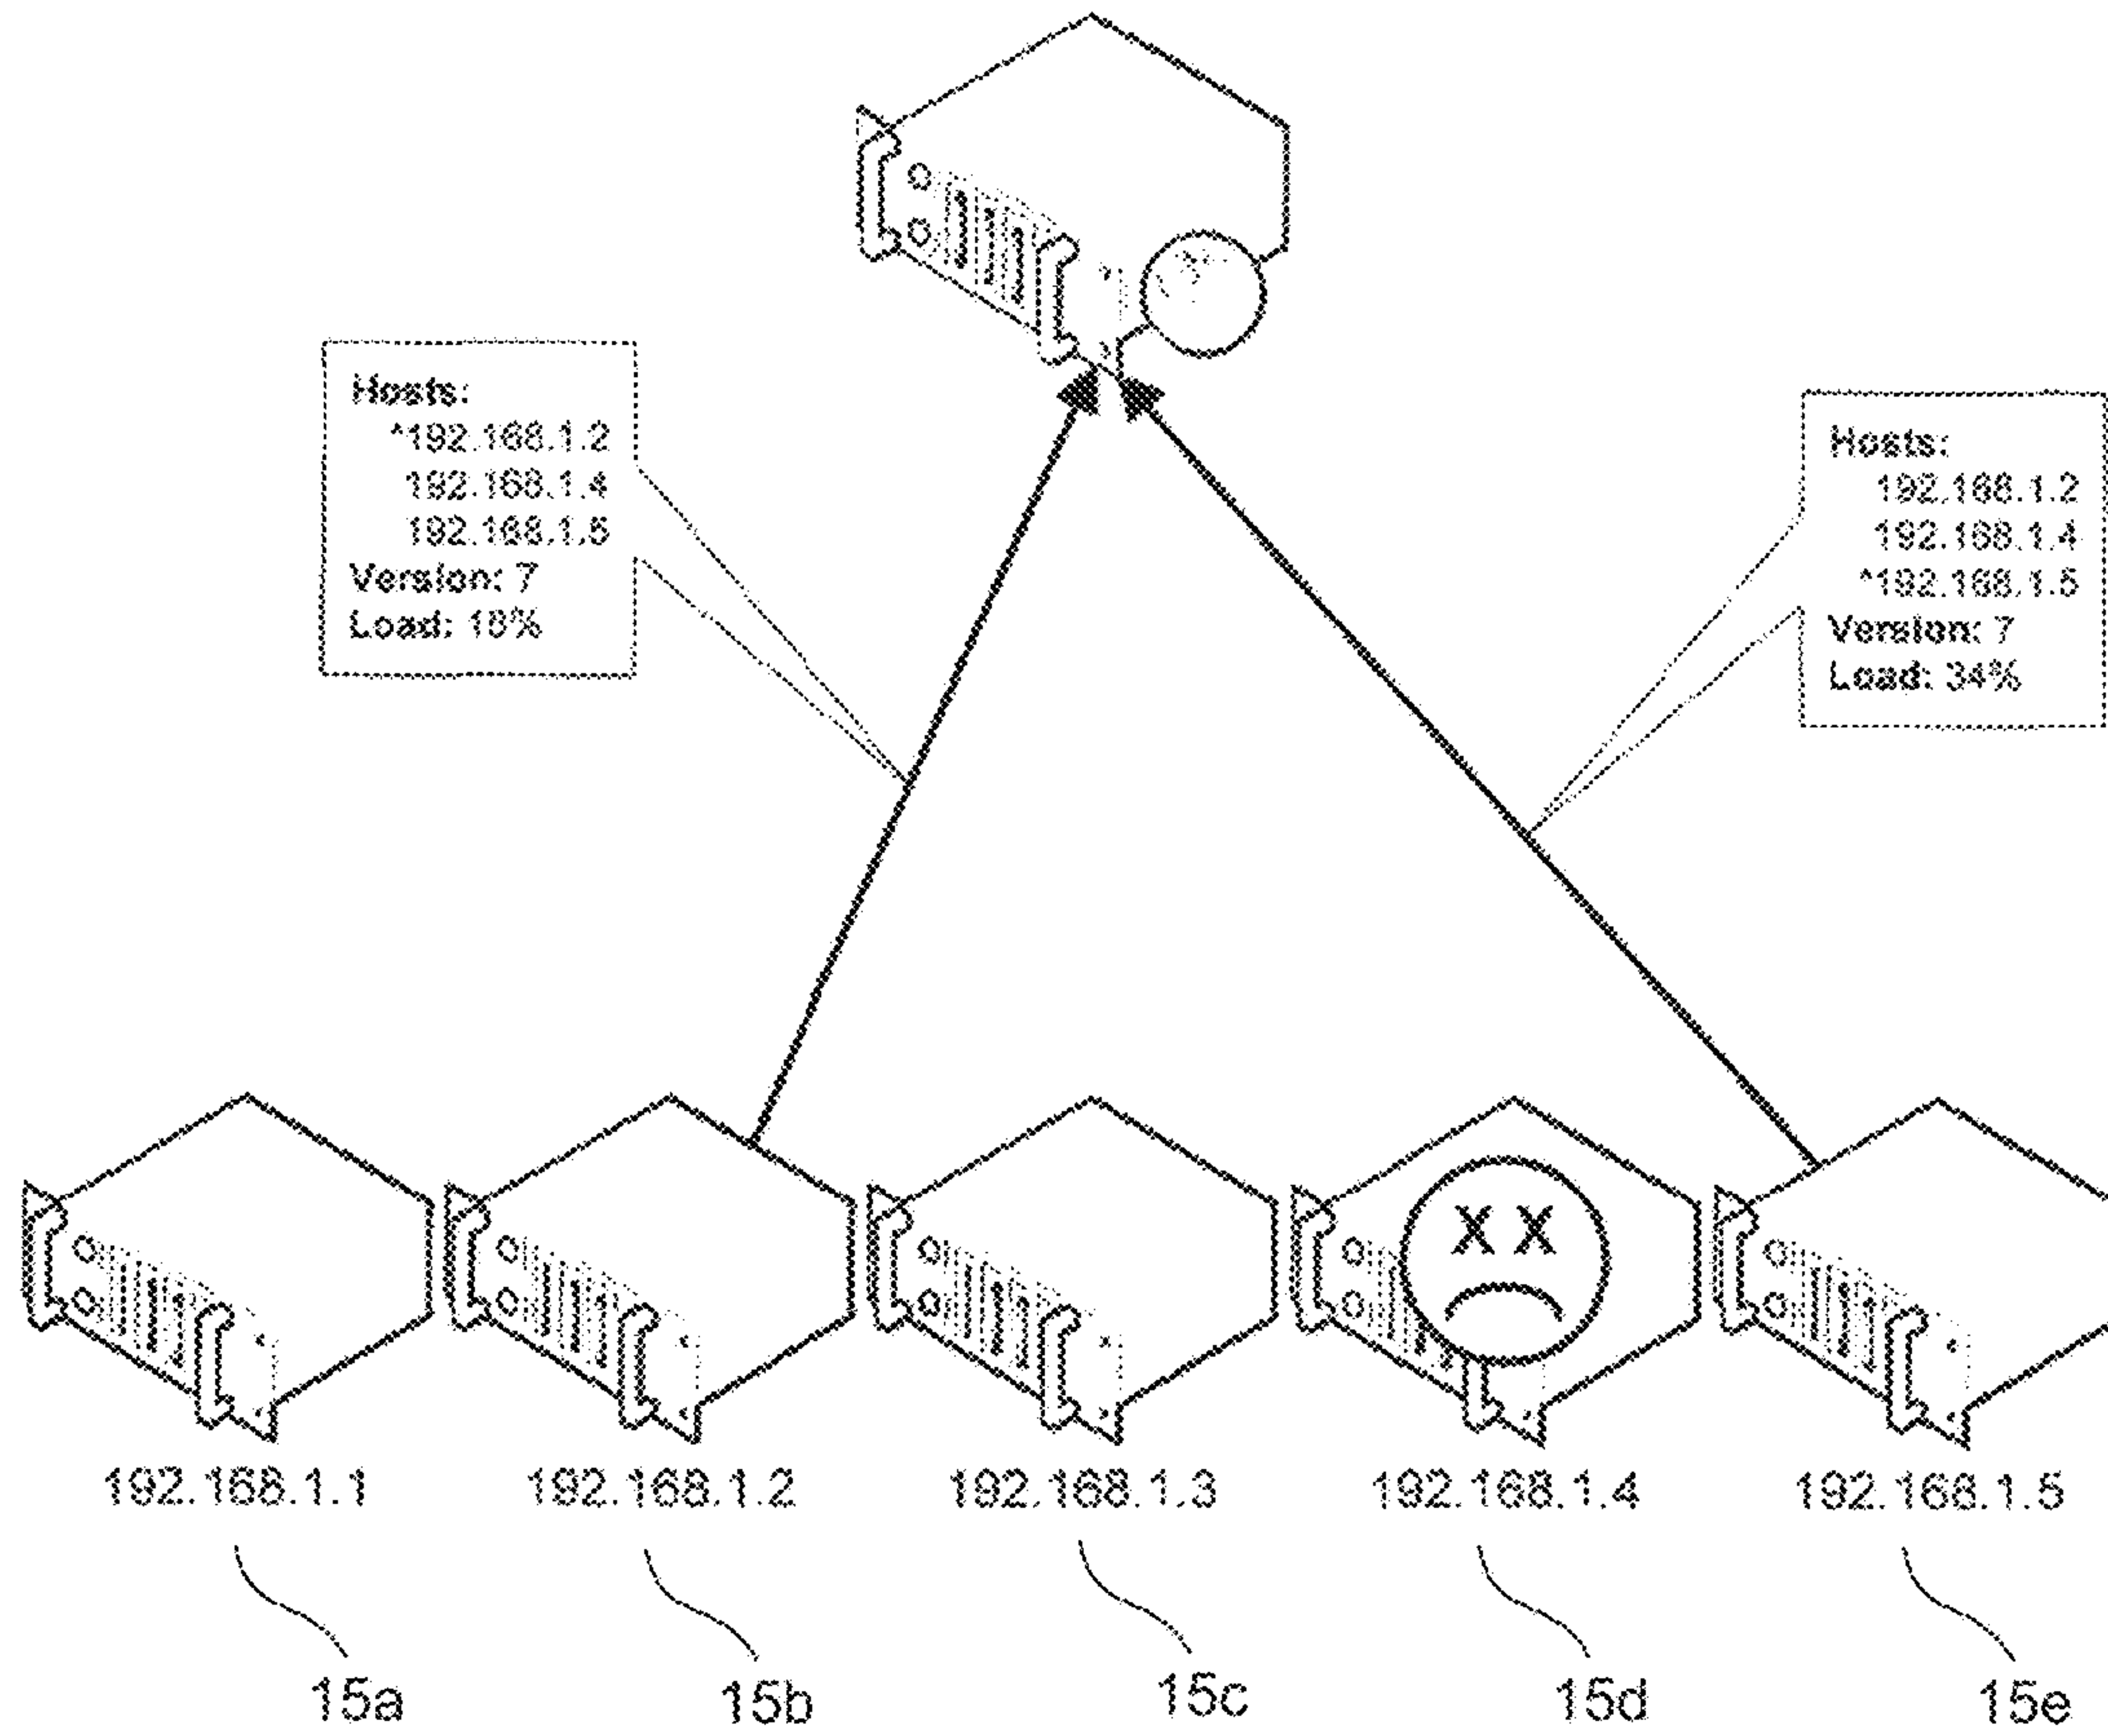 Hosts:
^192.168.1.2
192.168.1.4
192.168.1.5
Version: 7
Load: 18%
Hosts:
192.168.1.2
192.168.1.4
^192.168.1.5
Version: 7
Load: 34%
192.168.1.1
192.168.1.2
192.168.1.3
192.168.1.4
192.168.1.5
15a
15b
15c
15d
15e